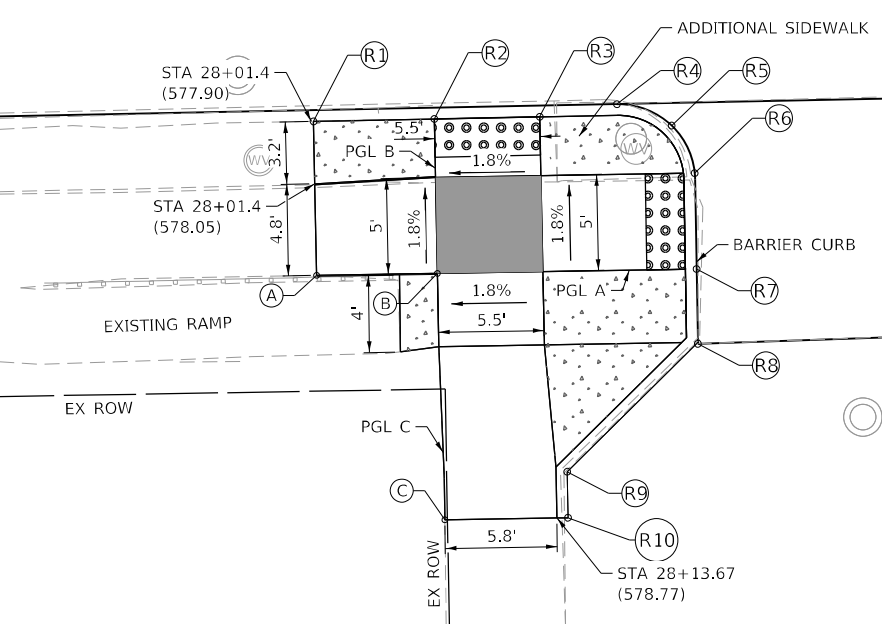 ADDITIONAL SIDEWALK
R1
R2
R3
R4
R5
R6
STA 28+01.4
(577.90)
5.5'
PGL B
1.8%
WV
WV
3.2'
STA 28+01.4
(578.05)
4.8'
5'
1.8%
1.8%
5'
BARRIER CURB
A
B
PGL A
R7
1.8%
5.5'
EXISTING RAMP
4'
R8
EX ROW
PGL C
C
R9
5.8'
R10
EX ROW
STA 28+13.67
(578.77)